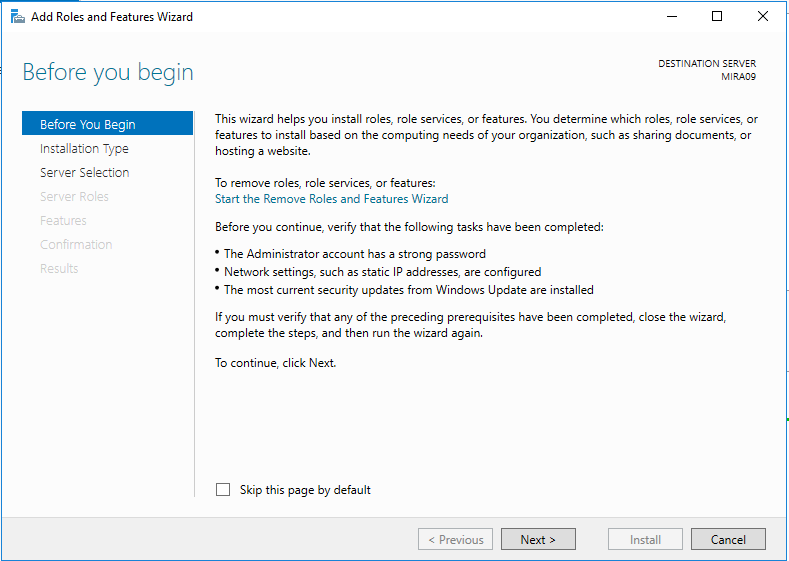 Add Roles and Features Wizard
Before you begin
DESTINATION SERVER
MIRA09
Before You Begin
Installation Type
Server Selection
Server Roles
Features
Confirmation
Results
This wizard helps you install roles, role services, or features. You determine which roles, role services, or
features to install based on the computing needs of your organization, such as sharing documents, or
hosting a website.
To remove roles, role services, or features:
Start the Remove Roles and Features Wizard
Before you continue, verify that the following tasks have been completed:
• The Administrator account has a strong password
• Network settings, such as static IP addresses, are configured
• The most current security updates from Windows Update are installed
If you must verify that any of the preceding prerequisites have been completed, close the wizard,
complete the steps, and then run the wizard again.
To continue, click Next.
Skip this page by default
< Previous
Next >
Install
Cancel